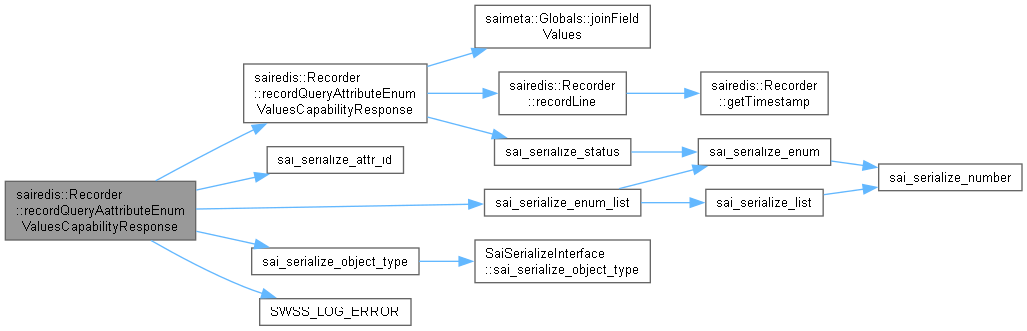 saimeta::Globals::joinField
Values
sairedis::Recorder
::recordQueryAttributeEnum
ValuesCapabilityResponse
sairedis::Recorder
::recordLine
sairedis::Recorder
::getTimestamp
sai_serialize_status
sai_serialize_enum
sai_serialize_attr_id
sai_serialize_number
sairedis::Recorder
::recordQueryAattributeEnum
ValuesCapabilityResponse
sai_serialize_enum_list
sai_serialize_list
sai_serialize_object_type
SaiSerializeInterface
::sai_serialize_object_type
SWSS_LOG_ERROR